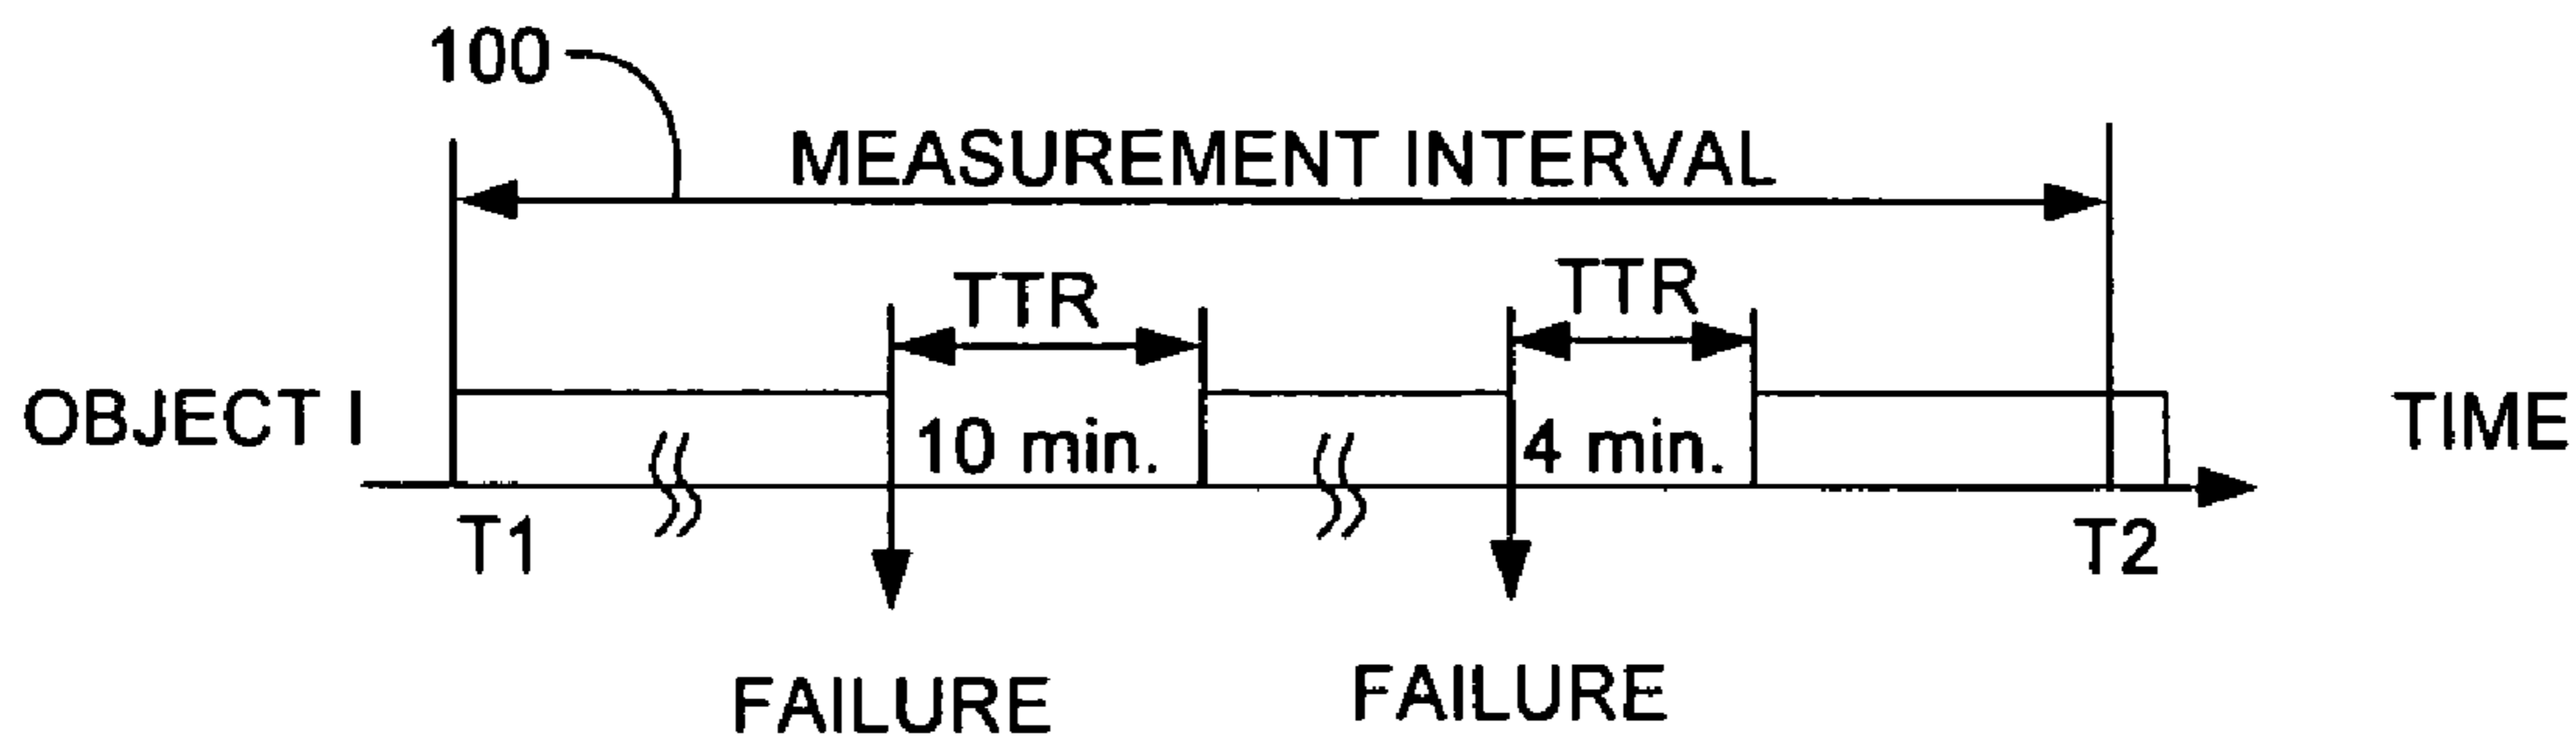 100
MEASUREMENT INTERVAL
TTR
TTR
OBJECT I
10 min.
4 min.
TIME
T1
T2
FAILURE
FAILURE